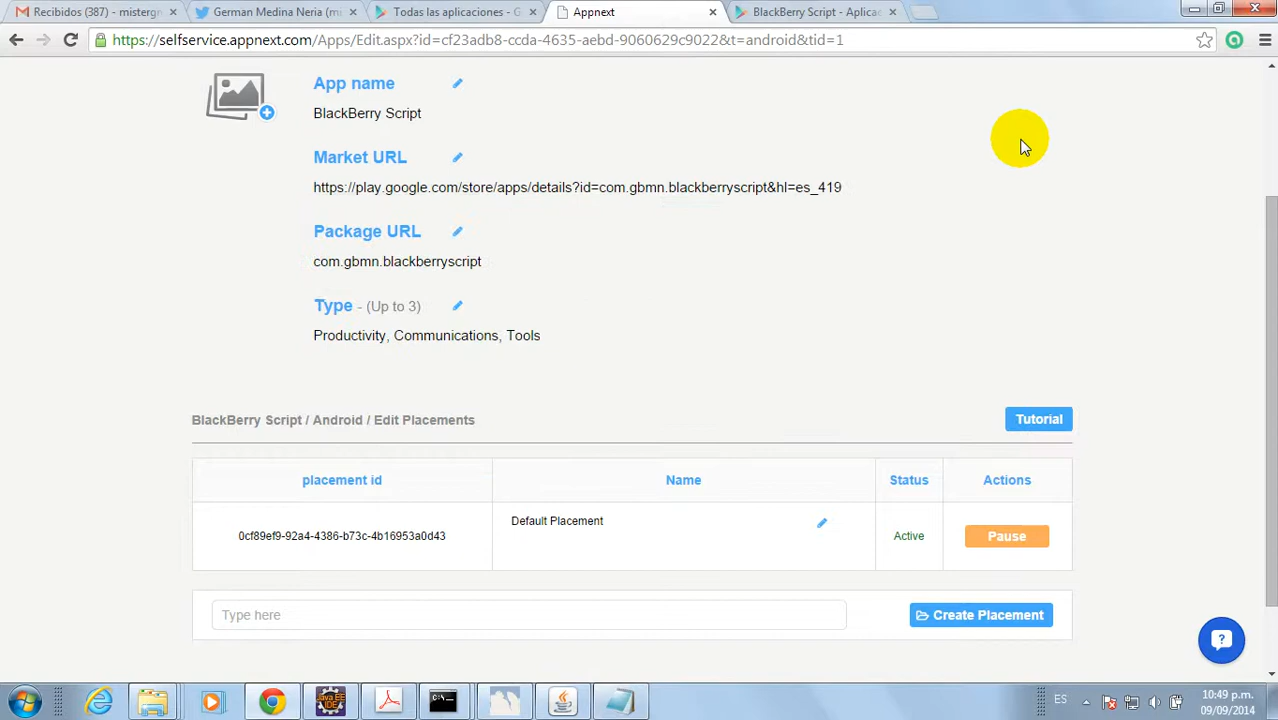 Recibidos (387) - mistergr
German Medina Neria (mu
Todas las aplicaciones - G
Appnext
BlackBerry Script - Aplicac
https://selfservice.appnext.com/Apps/Edit.aspx?id=cf23adb8-ccda-4635-aebd-9060629c9022&t=android&tid=1
App name
BlackBerry Script
Market URL
https://play.google.com/store/apps/details?id=com.gbmn.blackberryscript&hl=es_419
Package URL
com.gbmn.blackberryscript
Type - (Up to 3)
Productivity, Communications, Tools
BlackBerry Script / Android / Edit Placements
Tutorial
placement id Name Status Actions
0cf89ef9-92a4-4386-b73c-4b16953a0d43 Default Placement Active Pause
Type here Create Placement
Java EE
IDE
C:\
ES
10:49 p.m.
09/09/2014